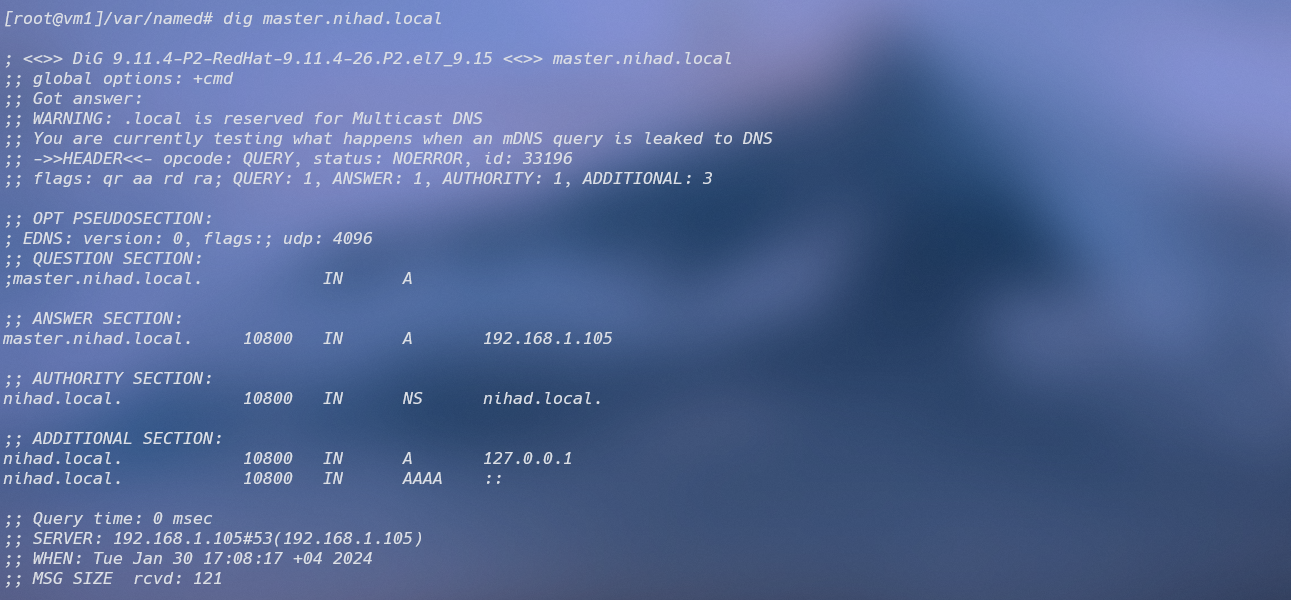 [root@vm1]/var/named# dig master.nihad.local
; <<>> DiG 9.11.4-P2-RedHat-9.11.4-26.P2.el7_9.15 <<>> master.nihad.local
;; global options: +cmd
;; Got answer:
;; WARNING: .local is reserved for Multicast DNS
;; You are currently testing what happens when an mDNS query is leaked to DNS
;; ->>HEADER<<- opcode: QUERY, status: NOERROR, id: 33196
;; flags: qr aa rd ra; QUERY: 1, ANSWER: 1, AUTHORITY: 1, ADDITIONAL: 3
;; OPT PSEUDOSECTION:
; EDNS: version: 0, flags:; udp: 4096
;; QUESTION SECTION:
;master.nihad.local. IN A
;; ANSWER SECTION:
master.nihad.local. 10800 IN A 192.168.1.105
;; AUTHORITY SECTION:
nihad.local. 10800 IN NS nihad.local.
;; ADDITIONAL SECTION:
nihad.local. 10800 IN A 127.0.0.1
nihad.local. 10800 IN AAAA ::
;; Query time: 0 msec
;; SERVER: 192.168.1.105#53(192.168.1.105)
;; WHEN: Tue Jan 30 17:08:17 +04 2024
;; MSG SIZE rcvd: 121